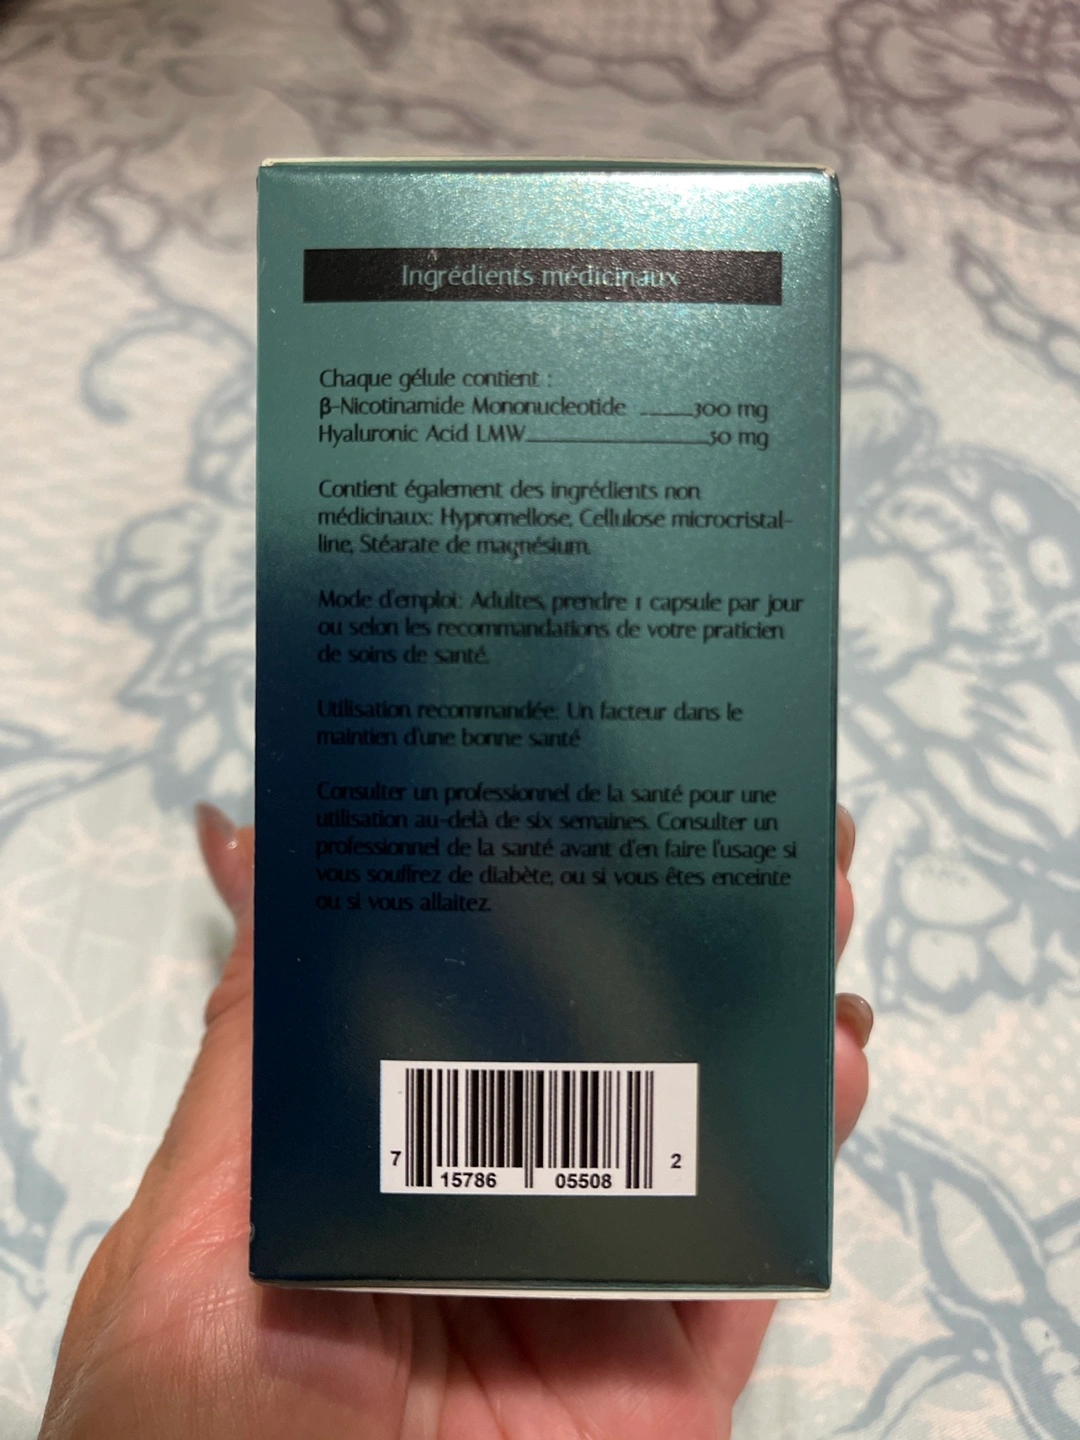 Ingrédients médicinaux
Chaque gélule contient :
β-Nicotinamide Mononucleotide ____300 mg
Hyaluronic Acid LMW______________50 mg
Contient également des ingrédients non
médicinaux: Hypromellose, Cellulose microcristal-
line, Stéarate de magnésium.
Mode d'emploi: Adultes, prendre 1 capsule par jour
ou selon les recommandations de votre praticien
de soins de santé.
Utilisation recommandée: Un facteur dans le
maintien d'une bonne santé
Consulter un professionnel de la santé pour une
utilisation au-delà de six semaines. Consulter un
professionnel de la santé avant d'en faire l'usage si
vous souffrez de diabète, ou si vous êtes enceinte
ou si vous allaitez.
7 15786 05508 2